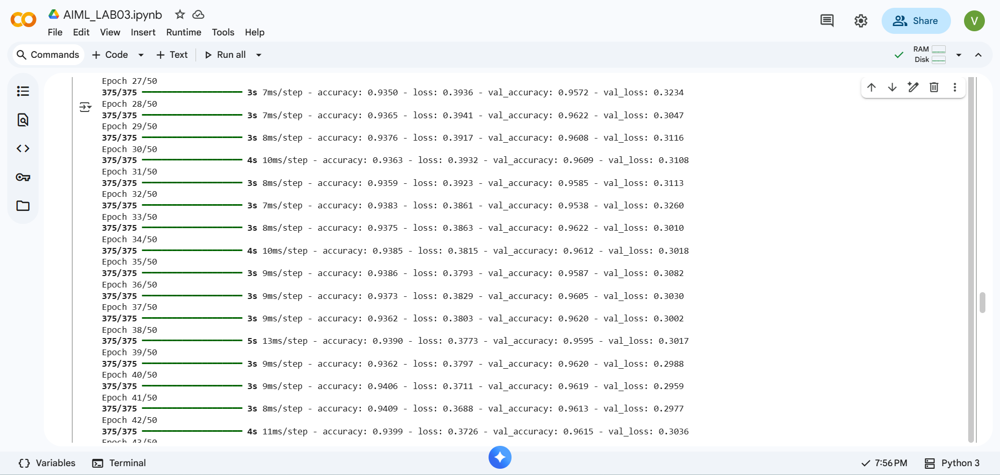 AIML_LAB03.ipynb
File Edit View Insert Runtime Tools Help
Share
V
Commands + Code + Text Run all
RAM
Disk
Epoch 27/50
375/375 3s 7ms/step - accuracy: 0.9350 - loss: 0.3936 - val_accuracy: 0.9572 - val_loss: 0.3234
Epoch 28/50
375/375 3s 7ms/step - accuracy: 0.9365 - loss: 0.3941 - val_accuracy: 0.9622 - val_loss: 0.3047
Epoch 29/50
375/375 3s 8ms/step - accuracy: 0.9376 - loss: 0.3917 - val_accuracy: 0.9608 - val_loss: 0.3116
Epoch 30/50
375/375 4s 10ms/step - accuracy: 0.9363 - loss: 0.3932 - val_accuracy: 0.9609 - val_loss: 0.3108
Epoch 31/50
375/375 3s 8ms/step - accuracy: 0.9359 - loss: 0.3923 - val_accuracy: 0.9585 - val_loss: 0.3113
Epoch 32/50
375/375 3s 7ms/step - accuracy: 0.9383 - loss: 0.3861 - val_accuracy: 0.9538 - val_loss: 0.3260
Epoch 33/50
375/375 3s 8ms/step - accuracy: 0.9375 - loss: 0.3863 - val_accuracy: 0.9622 - val_loss: 0.3010
Epoch 34/50
375/375 4s 10ms/step - accuracy: 0.9385 - loss: 0.3815 - val_accuracy: 0.9612 - val_loss: 0.3018
Epoch 35/50
375/375 3s 9ms/step - accuracy: 0.9386 - loss: 0.3793 - val_accuracy: 0.9587 - val_loss: 0.3082
Epoch 36/50
375/375 3s 9ms/step - accuracy: 0.9373 - loss: 0.3829 - val_accuracy: 0.9605 - val_loss: 0.3030
Epoch 37/50
375/375 3s 9ms/step - accuracy: 0.9362 - loss: 0.3803 - val_accuracy: 0.9620 - val_loss: 0.3002
Epoch 38/50
375/375 5s 13ms/step - accuracy: 0.9390 - loss: 0.3773 - val_accuracy: 0.9595 - val_loss: 0.3017
Epoch 39/50
375/375 3s 9ms/step - accuracy: 0.9362 - loss: 0.3797 - val_accuracy: 0.9620 - val_loss: 0.2988
Epoch 40/50
375/375 3s 9ms/step - accuracy: 0.9406 - loss: 0.3711 - val_accuracy: 0.9619 - val_loss: 0.2959
Epoch 41/50
375/375 3s 8ms/step - accuracy: 0.9409 - loss: 0.3688 - val_accuracy: 0.9613 - val_loss: 0.2977
Epoch 42/50
375/375 4s 11ms/step - accuracy: 0.9399 - loss: 0.3726 - val_accuracy: 0.9615 - val_loss: 0.3036
Epoch 43/50
Variables Terminal 7:56 PM Python 3